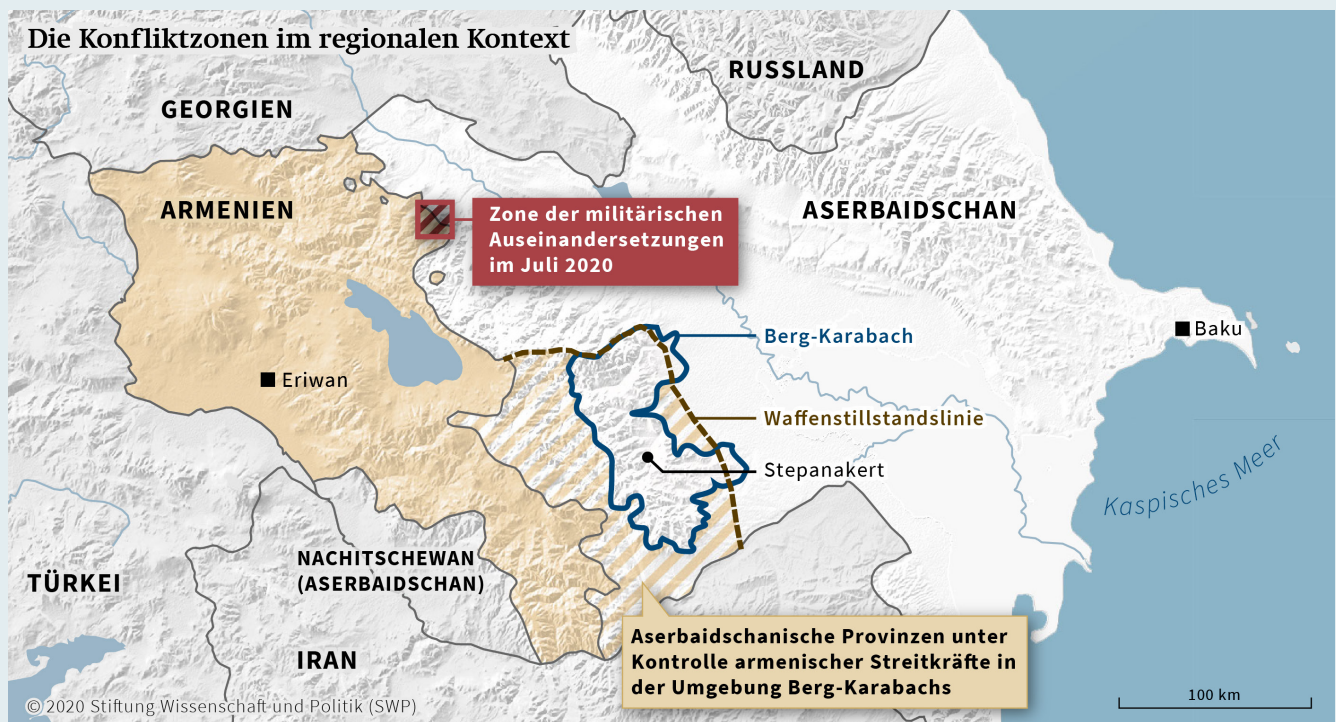 Die Konfliktzonen im regionalen Kontext
RUSSLAND
GEORGIEN
ARMENIEN
ASERBAIDSCHAN
Zone der militärischen
Auseinandersetzungen
im Juli 2020
Baku
Berg-Karabach
Eriwan
Waffenstillstandslinie
Stepanakert
Kaspisches Meer
NACHITSCHEWAN
(ASERBAIDSCHAN)
TÜRKEI
IRAN
Aserbaidschanische Provinzen unter
Kontrolle armenischer Streitkräfte in
der Umgebung Berg-Karabachs
100 km
© 2020 Stiftung Wissenschaft und Politik (SWP)